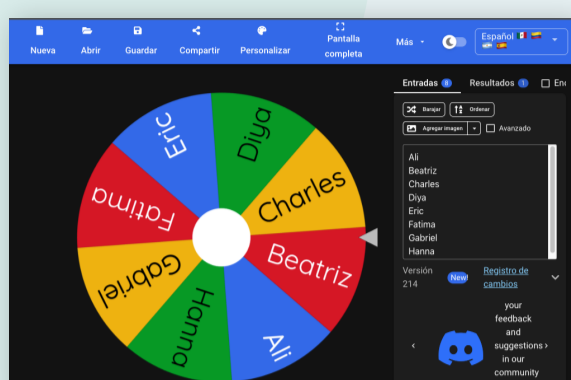 Nueva
Abrir
Guardar
Compartir
Personalizar
Pantalla
completa
Más
Español
Entradas 8
Resultados 1
Barajar
Ordenar
Agregar imagen
Avanzado
Ali
Beatriz
Charles
Diya
Eric
Fatima
Gabriel
Hanna
Versión
214
New!
Registro de
cambios
your
feedback
and
suggestions
in our
community
Eric
Diya
Charles
Beatriz
Ali
Hanna
Gabriel
Fatima